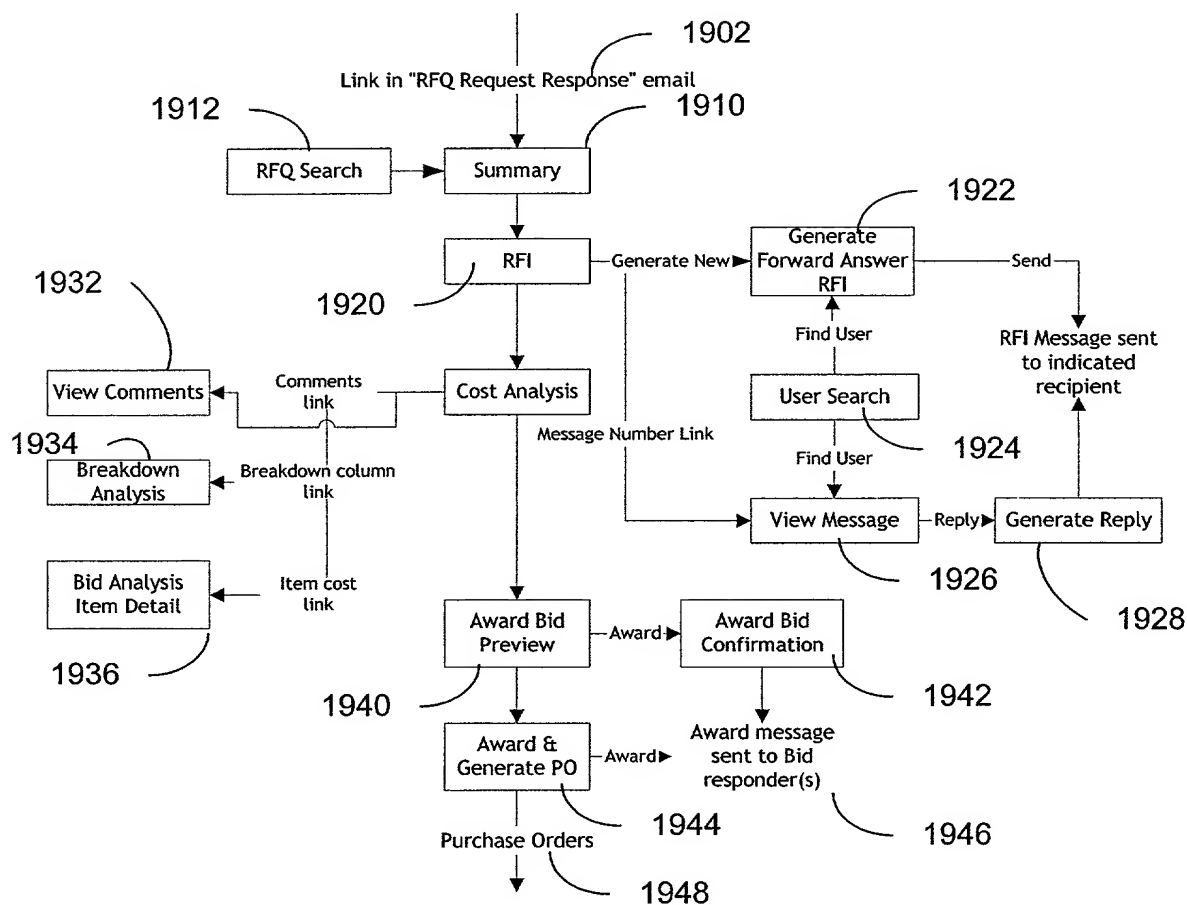 1902
Link in "RFQ Request Response" email
1912
1910
RFQ Search
Summary
1922
Generate
Forward Answer
RFI
RFI
Generate New
Send
1932
1920
Find User
RFI Message sent
to indicated
recipient
View Comments
Comments
link
Cost Analysis
User Search
Message Number Link
1934
1924
Breakdown
Analysis
Breakdown column
link
Find User
View Message
Reply
Generate Reply
Bid Analysis
Item Detail
Item cost
link
1926
1928
Award Bid
Preview
Award
Award Bid
Confirmation
1936
1940
1942
Award &
Generate PO
Award
Award message
sent to Bid
responder(s)
1944
1946
Purchase Orders
1948